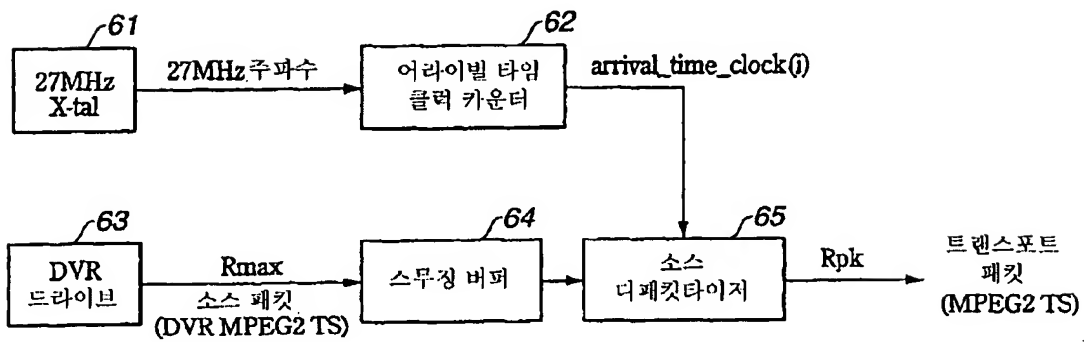 61
27MHz
X-tal
27MHz 주파수
62
어라이벌 타임
클럭 카운터
arrival_time_clock(i)
63
DVR
드라이브
Rmax
소스 패킷
(DVR MPEG2 TS)
64
스무징 버퍼
65
소스
디패킷타이저
Rpk
트랜스포트
패킷
(MPEG2 TS)